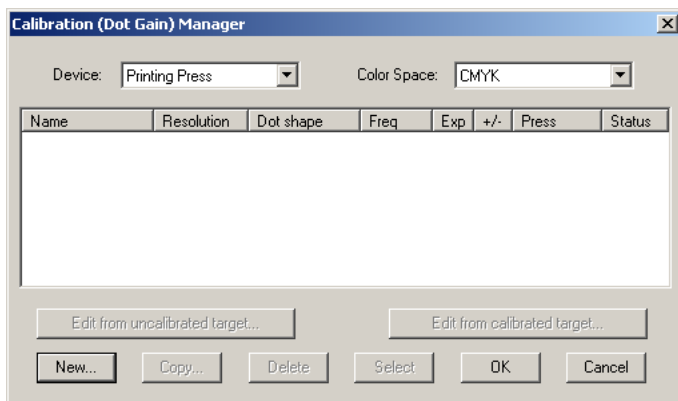 Calibration (Dot Gain) Manager
Device: Printing Press Color Space: CMYK
Name Resolution Dot shape Freq Exp +/- Press Status
Edit from uncalibrated target... Edit from calibrated target...
New... Copy... Delete Select OK Cancel